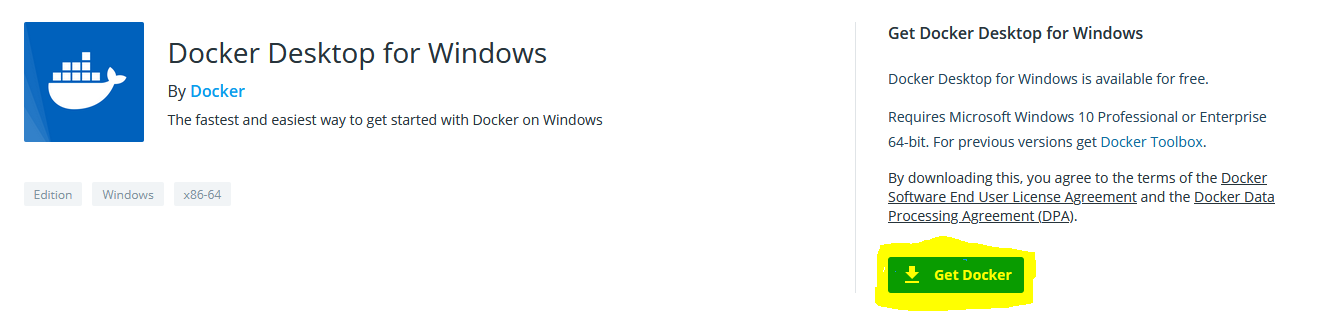 Docker Desktop for Windows
By Docker
The fastest and easiest way to get started with Docker on Windows
Edition
Windows
x86-64
Get Docker Desktop for Windows
Docker Desktop for Windows is available for free.
Requires Microsoft Windows 10 Professional or Enterprise
64-bit. For previous versions get Docker Toolbox.
By downloading this, you agree to the terms of the Docker
Software End User License Agreement and the Docker Data
Processing Agreement (DPA).
Get Docker